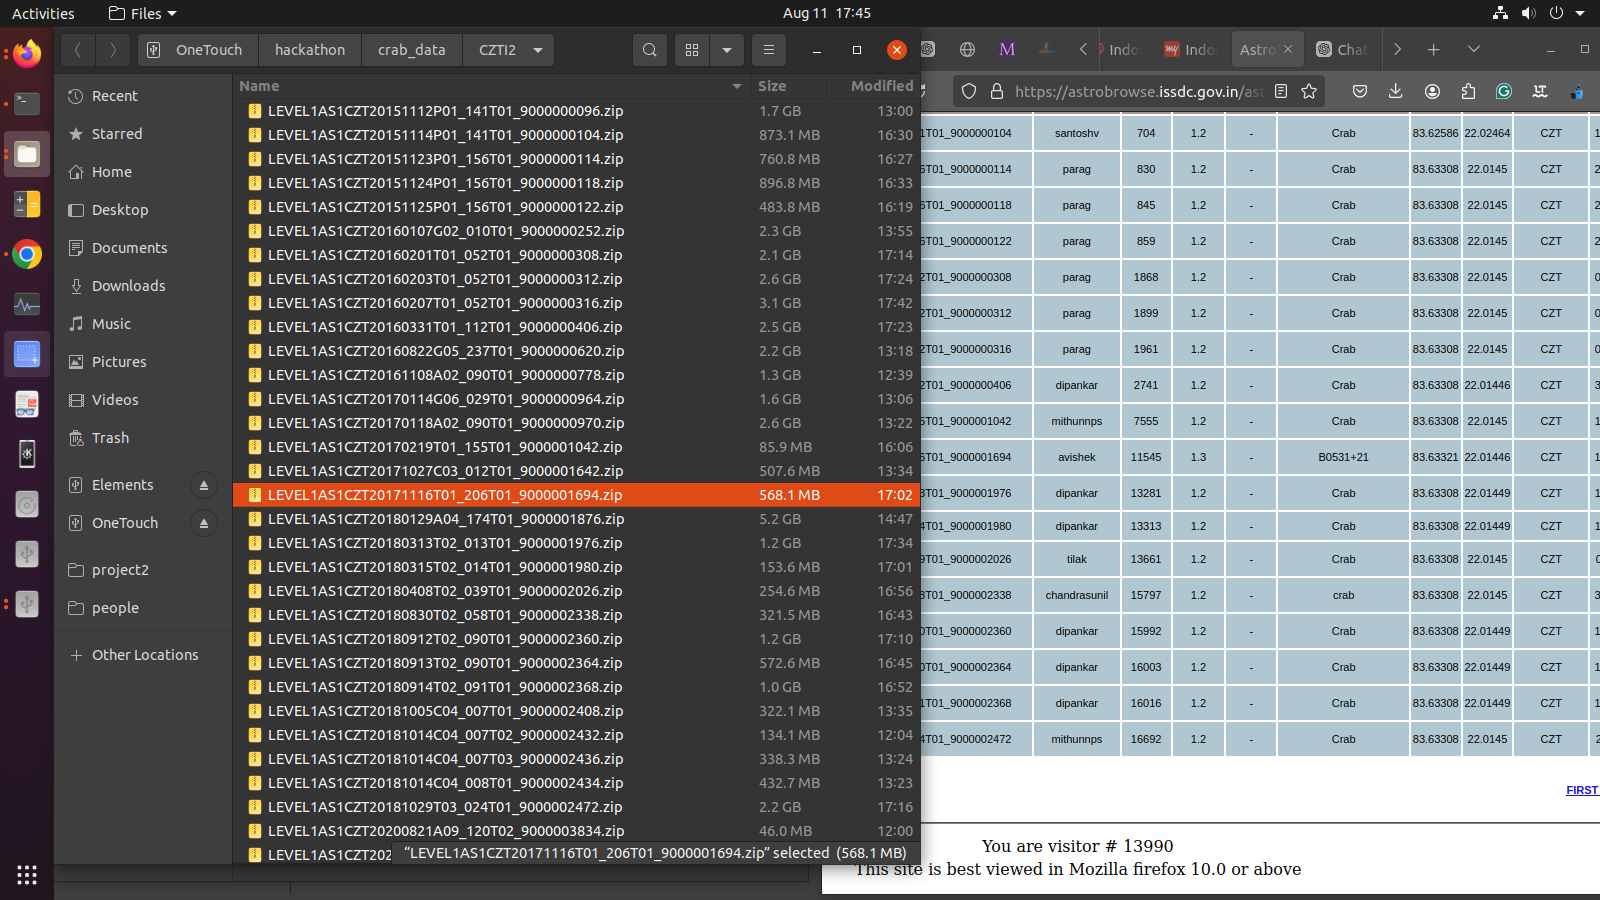 Activities
Files
Aug 11 17:45
OneTouch hackathon crab_data CZTI2
Recent
Starred
Home
Desktop
Documents
Downloads
Music
Pictures
Videos
Trash
Elements
OneTouch
project2
people
Other Locations
Name Size Modified
LEVEL1AS1CZT20151112P01_141T01_9000000096.zip 1.7 GB 13:00
LEVEL1AS1CZT20151114P01_141T01_9000000104.zip 873.1 MB 16:30
LEVEL1AS1CZT20151123P01_156T01_9000000114.zip 760.8 MB 16:27
LEVEL1AS1CZT20151124P01_156T01_9000000118.zip 896.8 MB 16:33
LEVEL1AS1CZT20151125P01_156T01_9000000122.zip 483.8 MB 16:19
LEVEL1AS1CZT20160107G02_010T01_9000000252.zip 2.3 GB 13:55
LEVEL1AS1CZT20160201T01_052T01_9000000308.zip 2.1 GB 17:14
LEVEL1AS1CZT20160203T01_052T01_9000000312.zip 2.6 GB 17:24
LEVEL1AS1CZT20160207T01_052T01_9000000316.zip 3.1 GB 17:42
LEVEL1AS1CZT20160331T01_112T01_9000000406.zip 2.5 GB 17:23
LEVEL1AS1CZT20160822G05_237T01_9000000620.zip 2.2 GB 13:18
LEVEL1AS1CZT20161108A02_090T01_9000000778.zip 1.3 GB 12:39
LEVEL1AS1CZT20170114G06_029T01_9000000964.zip 1.6 GB 13:06
LEVEL1AS1CZT20170118A02_090T01_9000000970.zip 2.6 GB 13:22
LEVEL1AS1CZT20170219T01_155T01_9000001042.zip 85.9 MB 16:06
LEVEL1AS1CZT20171027C03_012T01_9000001642.zip 507.6 MB 13:34
LEVEL1AS1CZT20171116T01_206T01_9000001694.zip 568.1 MB 17:02
LEVEL1AS1CZT20180129A04_174T01_9000001876.zip 5.2 GB 14:47
LEVEL1AS1CZT20180313T02_013T01_9000001976.zip 1.2 GB 17:34
LEVEL1AS1CZT20180315T02_014T01_9000001980.zip 153.6 MB 17:01
LEVEL1AS1CZT20180408T02_039T01_9000002026.zip 254.6 MB 16:56
LEVEL1AS1CZT20180830T02_058T01_9000002338.zip 321.5 MB 16:43
LEVEL1AS1CZT20180912T02_090T01_9000002360.zip 1.2 GB 17:10
LEVEL1AS1CZT20180913T02_090T01_9000002364.zip 572.6 MB 16:45
LEVEL1AS1CZT20180914T02_091T01_9000002368.zip 1.0 GB 16:52
LEVEL1AS1CZT20181005C04_007T01_9000002408.zip 322.1 MB 13:35
LEVEL1AS1CZT20181014C04_007T02_9000002432.zip 134.1 MB 12:04
LEVEL1AS1CZT20181014C04_007T03_9000002436.zip 338.3 MB 13:24
LEVEL1AS1CZT20181014C04_008T01_9000002434.zip 432.7 MB 13:23
LEVEL1AS1CZT20181029T03_024T01_9000002472.zip 2.2 GB 17:16
LEVEL1AS1CZT20200821A09_120T02_9000003834.zip 46.0 MB 12:00
LEVEL1AS1CZT202
“LEVEL1AS1CZT20171116T01_206T01_9000001694.zip” selected (568.1 MB)
Indor Indor Astro Chat
https://astrobrowse.issdc.gov.in/ast
1T01_9000000104 santoshv 704 1.2 - Crab 83.62586 22.02464 CZT 1
6T01_9000000114 parag 830 1.2 - Crab 83.63308 22.0145 CZT 2
6T01_9000000118 parag 845 1.2 - Crab 83.63308 22.0145 CZT 2
6T01_9000000122 parag 859 1.2 - Crab 83.63308 22.0145 CZT 2
2T01_9000000308 parag 1868 1.2 - Crab 83.63308 22.0145 CZT 0
2T01_9000000312 parag 1899 1.2 - Crab 83.63308 22.0145 CZT 0
2T01_9000000316 parag 1961 1.2 - Crab 83.63308 22.0145 CZT 0
2T01_9000000406 dipankar 2741 1.2 - Crab 83.63308 22.01446 CZT 3
5T01_9000001042 mithunnps 7555 1.2 - Crab 83.63308 22.0145 CZT 1
6T01_9000001694 avishek 11545 1.3 - B0531+21 83.63321 22.01446 CZT 1
3T01_9000001976 dipankar 13281 1.2 - Crab 83.63308 22.01449 CZT 1
4T01_9000001980 dipankar 13313 1.2 - Crab 83.63308 22.01449 CZT 1
9T01_9000002026 tilak 13661 1.2 - Crab 83.63308 22.0145 CZT 0
8T01_9000002338 chandrasunil 15797 1.2 - crab 83.63308 22.0145 CZT 3
0T01_9000002360 dipankar 15992 1.2 - Crab 83.63308 22.01449 CZT 1
0T01_9000002364 dipankar 16003 1.2 - Crab 83.63308 22.01449 CZT 1
1T01_9000002368 dipankar 16016 1.2 - Crab 83.63308 22.01449 CZT 1
4T01_9000002472 mithunnps 16692 1.2 - Crab 83.63308 22.0145 CZT 2
FIRST
You are visitor # 13990
This site is best viewed in Mozilla firefox 10.0 or above